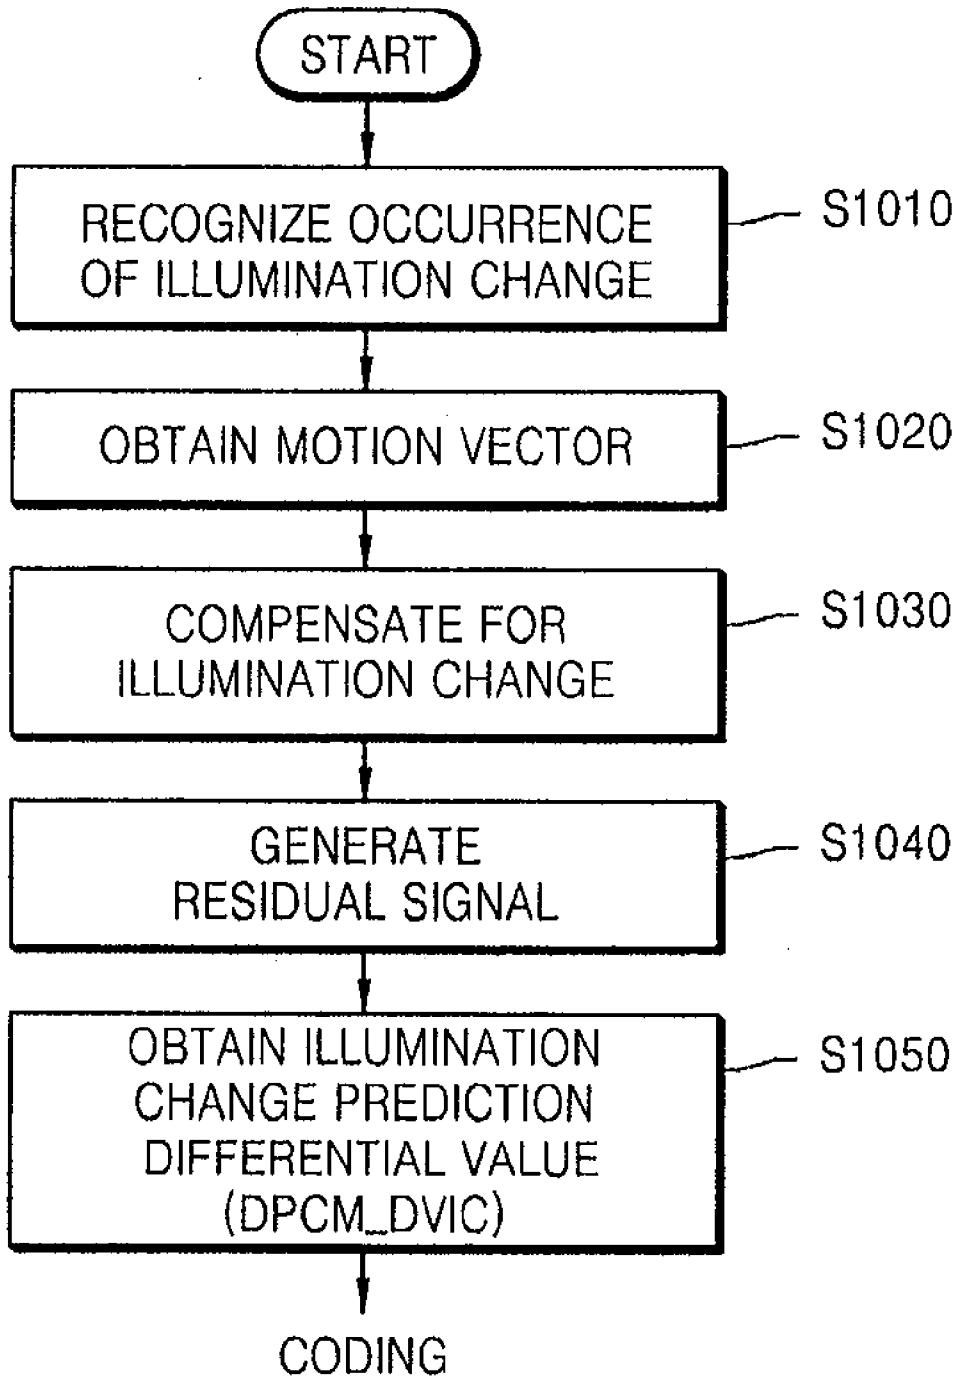 START
RECOGNIZE OCCURRENCE
OF ILLUMINATION CHANGE
S1010
OBTAIN MOTION VECTOR
S1020
COMPENSATE FOR
ILLUMINATION CHANGE
S1030
GENERATE
RESIDUAL SIGNAL
S1040
OBTAIN ILLUMINATION
CHANGE PREDICTION
DIFFERENTIAL VALUE
(DPCM_DVIC)
S1050
CODING